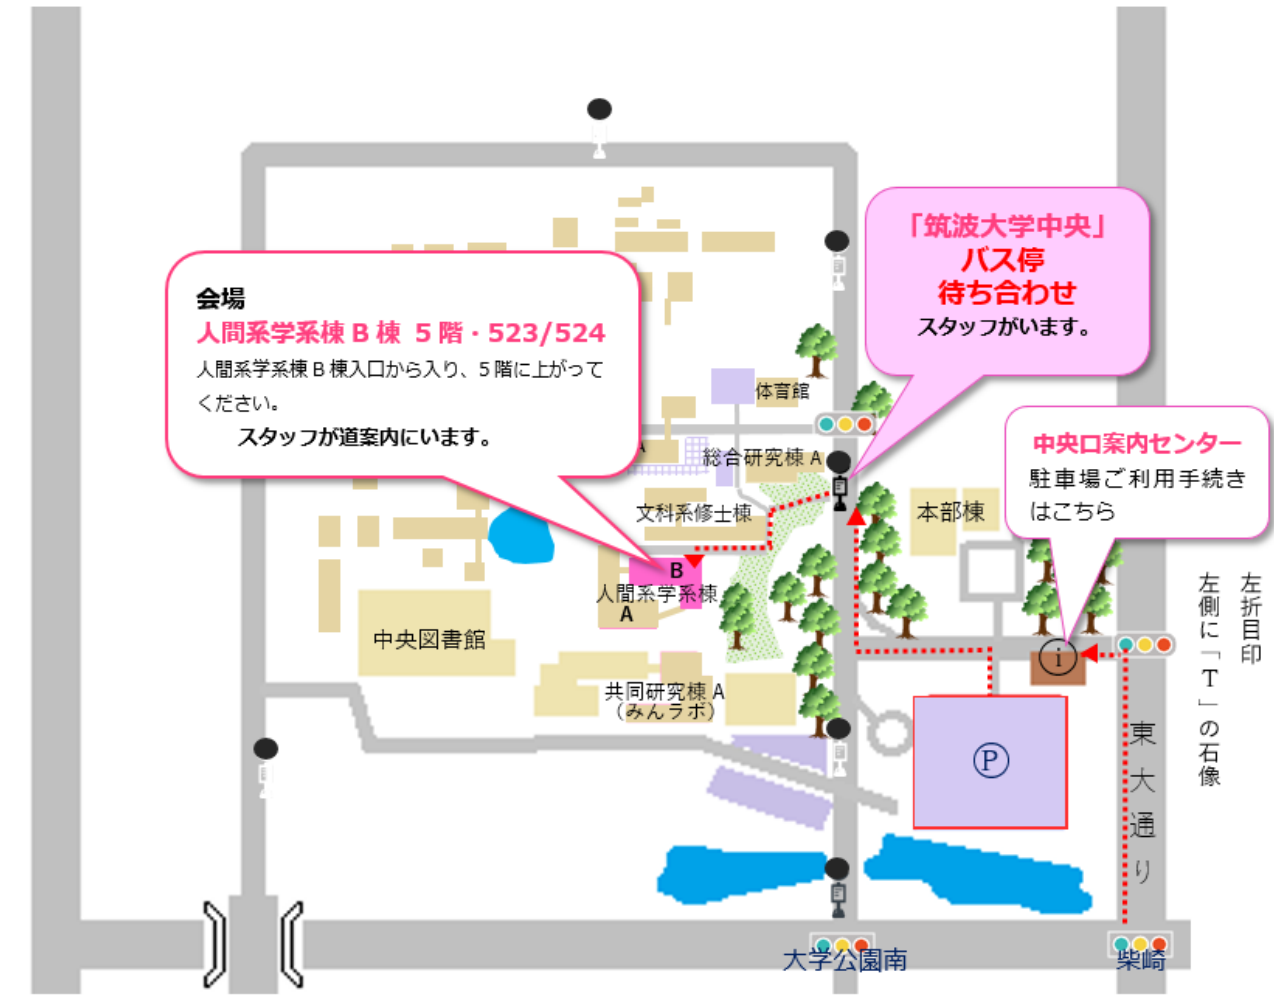 「筑波大学中央」
バス停
待ち合わせ
スタッフがいます。
会場
人間系学系棟 B 棟 5 階・523/524
人間系学系棟 B 棟入口から入り、5 階に上がって
ください。
スタッフが道案内にいます。
体育館
中央口案内センター
駐車場ご利用手続き
はこちら
A
総合研究棟 A
文科系修士棟
本部棟
B
人間系学系棟
A
中央図書館
共同研究棟 A
（みんラボ）
i
P
左折目印
左側に「T」の石像
東大通り
大学公園南
柴崎